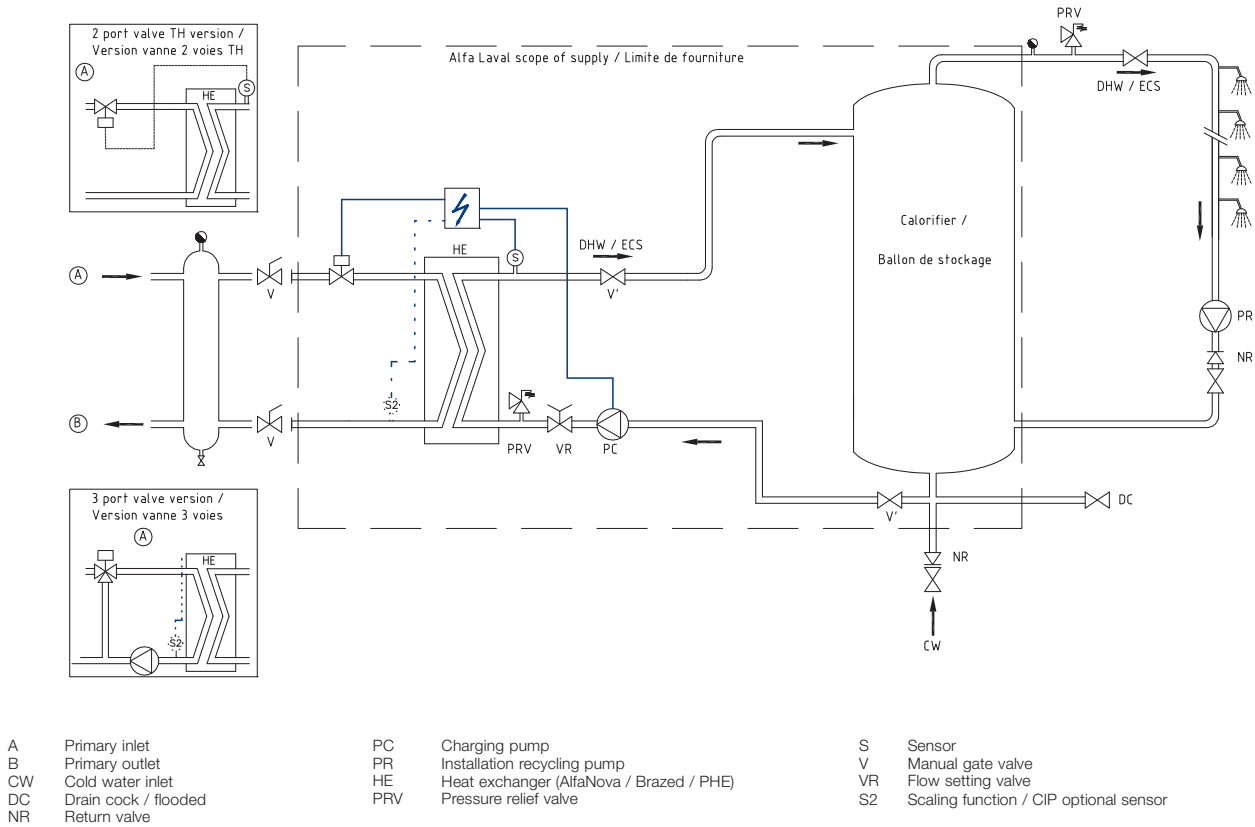 2 port valve TH version /
Version vanne 2 voies TH
A
S
HE
Alfa Laval scope of supply / Limite de fourniture
PRV
DHW / ECS
Calorifier /
Ballon de stockage
HE
S
DHW / ECS
V'
A
V
B
V
S2
PRV
VR
PC
PR
NR
V'
DC
NR
CW
3 port valve version /
Version vanne 3 voies
A
HE
S2
A Primary inlet
B Primary outlet
CW Cold water inlet
DC Drain cock / flooded
NR Return valve
PC Charging pump
PR Installation recycling pump
HE Heat exchanger (AlfaNova / Brazed / PHE)
PRV Pressure relief valve
S Sensor
V Manual gate valve
VR Flow setting valve
S2 Scaling function / CIP optional sensor